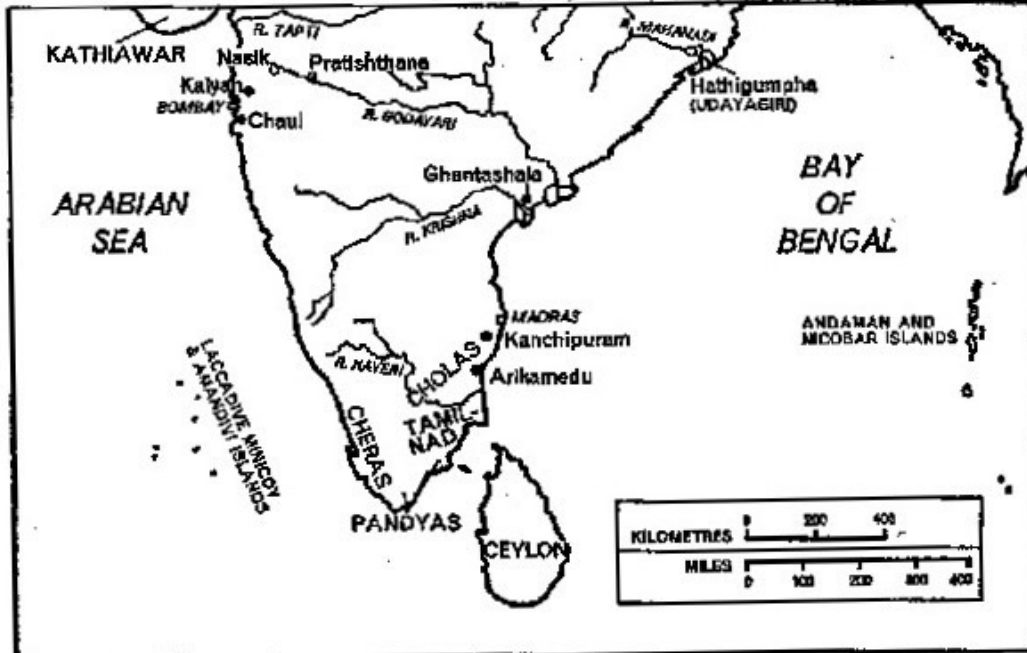 R. TAPTI
R. MAHANADI
KATHIAWAR
Nasik
Pratishthana
Kalyan
BOMBAY
Chaul
R. GODAVARI
Hathigumpha
(UDAYAGIRI)
Ghantashala
R. KRISHNA
ARABIAN
SEA
BAY
OF
BENGAL
MADRAS
Kanchipuram
Arikamedu
R. KAVERI
CHOLAS
TAMIL
NAD
CHERAS
PANDYAS
CEYLON
LACCADIVE MINICOY
& AMANDIVI ISLANDS
ANDAMAN AND
NICOBAR ISLANDS
KILOMETRES 0 200 400
MILES 0 100 200 300 400